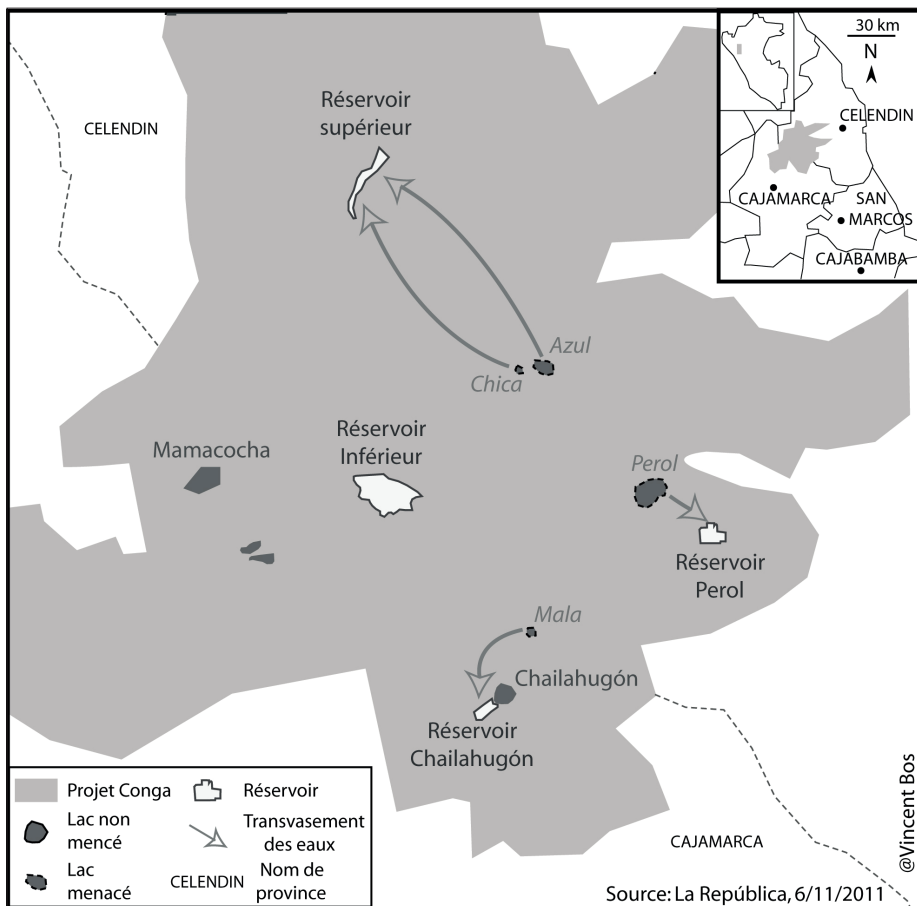 30 km
N
CELENDIN
CAJAMARCA
SAN
MARCOS
CAJABAMBA
CELENDIN
Réservoir
supérieur
Azul
Chica
Mamacocha
Réservoir
Inférieur
Perol
Réservoir
Perol
Mala
Chailahugón
Réservoir
Chailahugón
CAJAMARCA
Projet Conga
Réservoir
Lac non
mencé
Transvasement
des eaux
Lac
menacé
CELENDIN
Nom de
province
Source: La República, 6/11/2011
@Vincent Bos